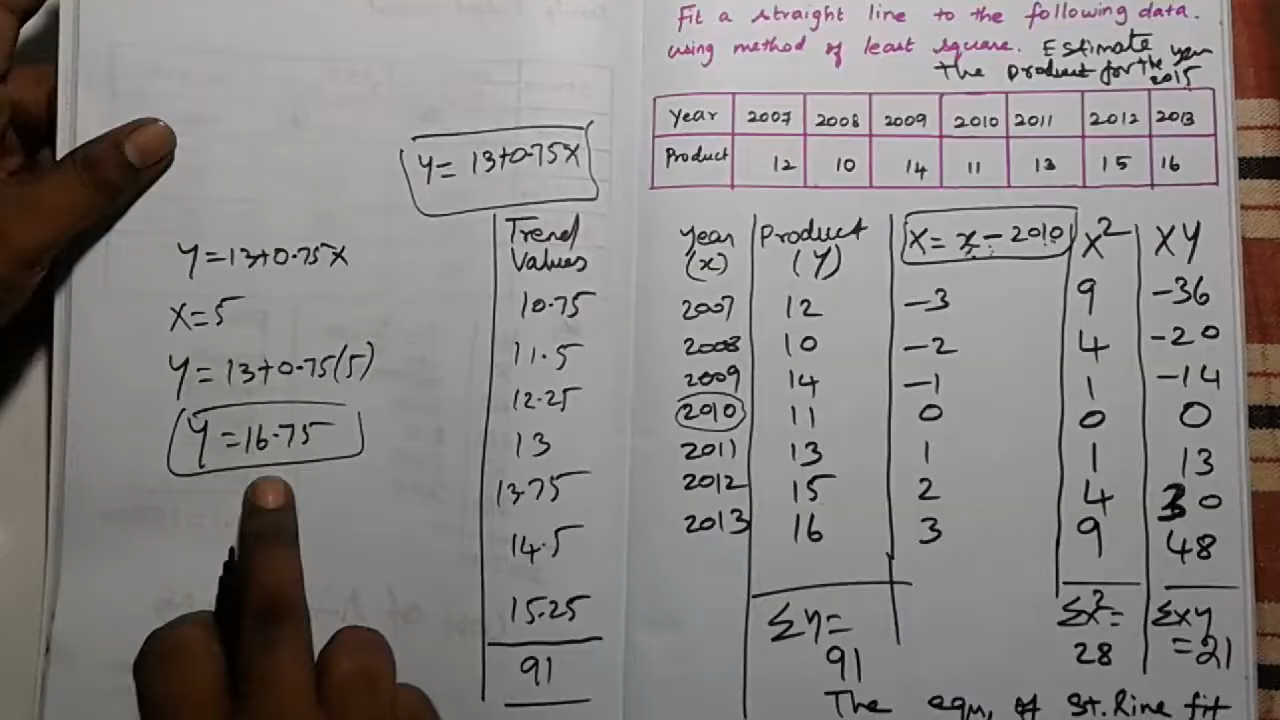 Fit a straight line to the following data.
using method of least square. Estimate
the product for the year
2015
Year 2007 2008 2009 2010 2011 2012 2013
Product 12 10 14 11 13 15 16
Year (x) Product (Y) X = x - 2010 X² XY
2007 12 -3 9 -36
2008 10 -2 4 -20
2009 14 -1 1 -14
2010 11 0 0 0
2011 13 1 1 13
2012 15 2 4 30
2013 16 3 9 48
Σy = 91 Σx² = 28 Σxy = 21
The eqn, of St.line fit
Y = 13+0.75X
Trend
Values
10.75
11.5
12.25
13
13.75
14.5
15.25
91
Y = 13+0.75X
X = 5
Y = 13+0.75(5)
Y = 16.75